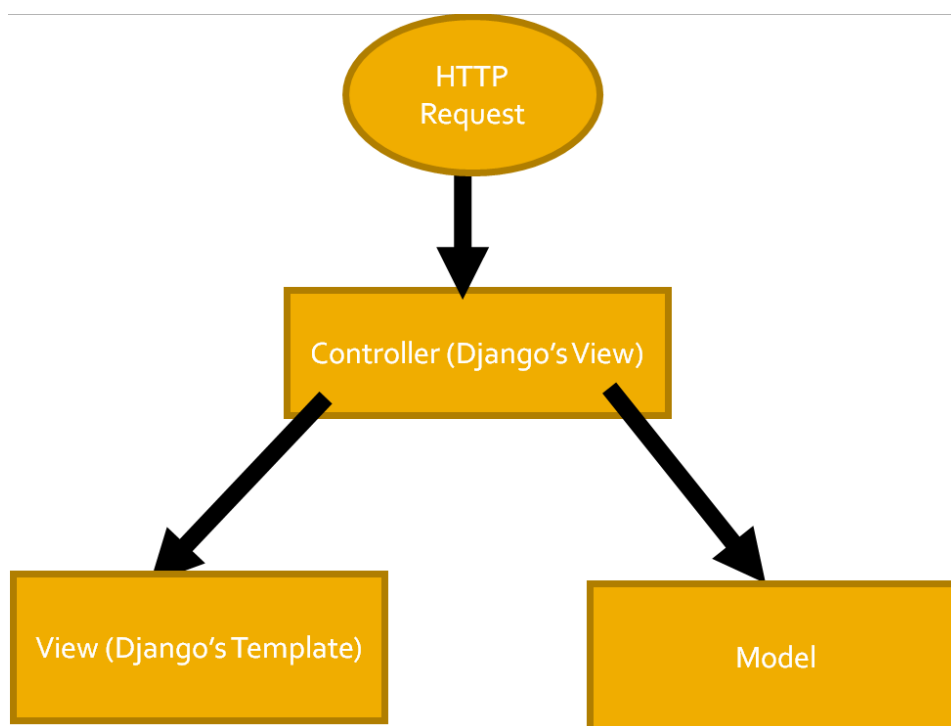 HTTP
Request
Controller (Django’s View)
View (Django’s Template)
Model